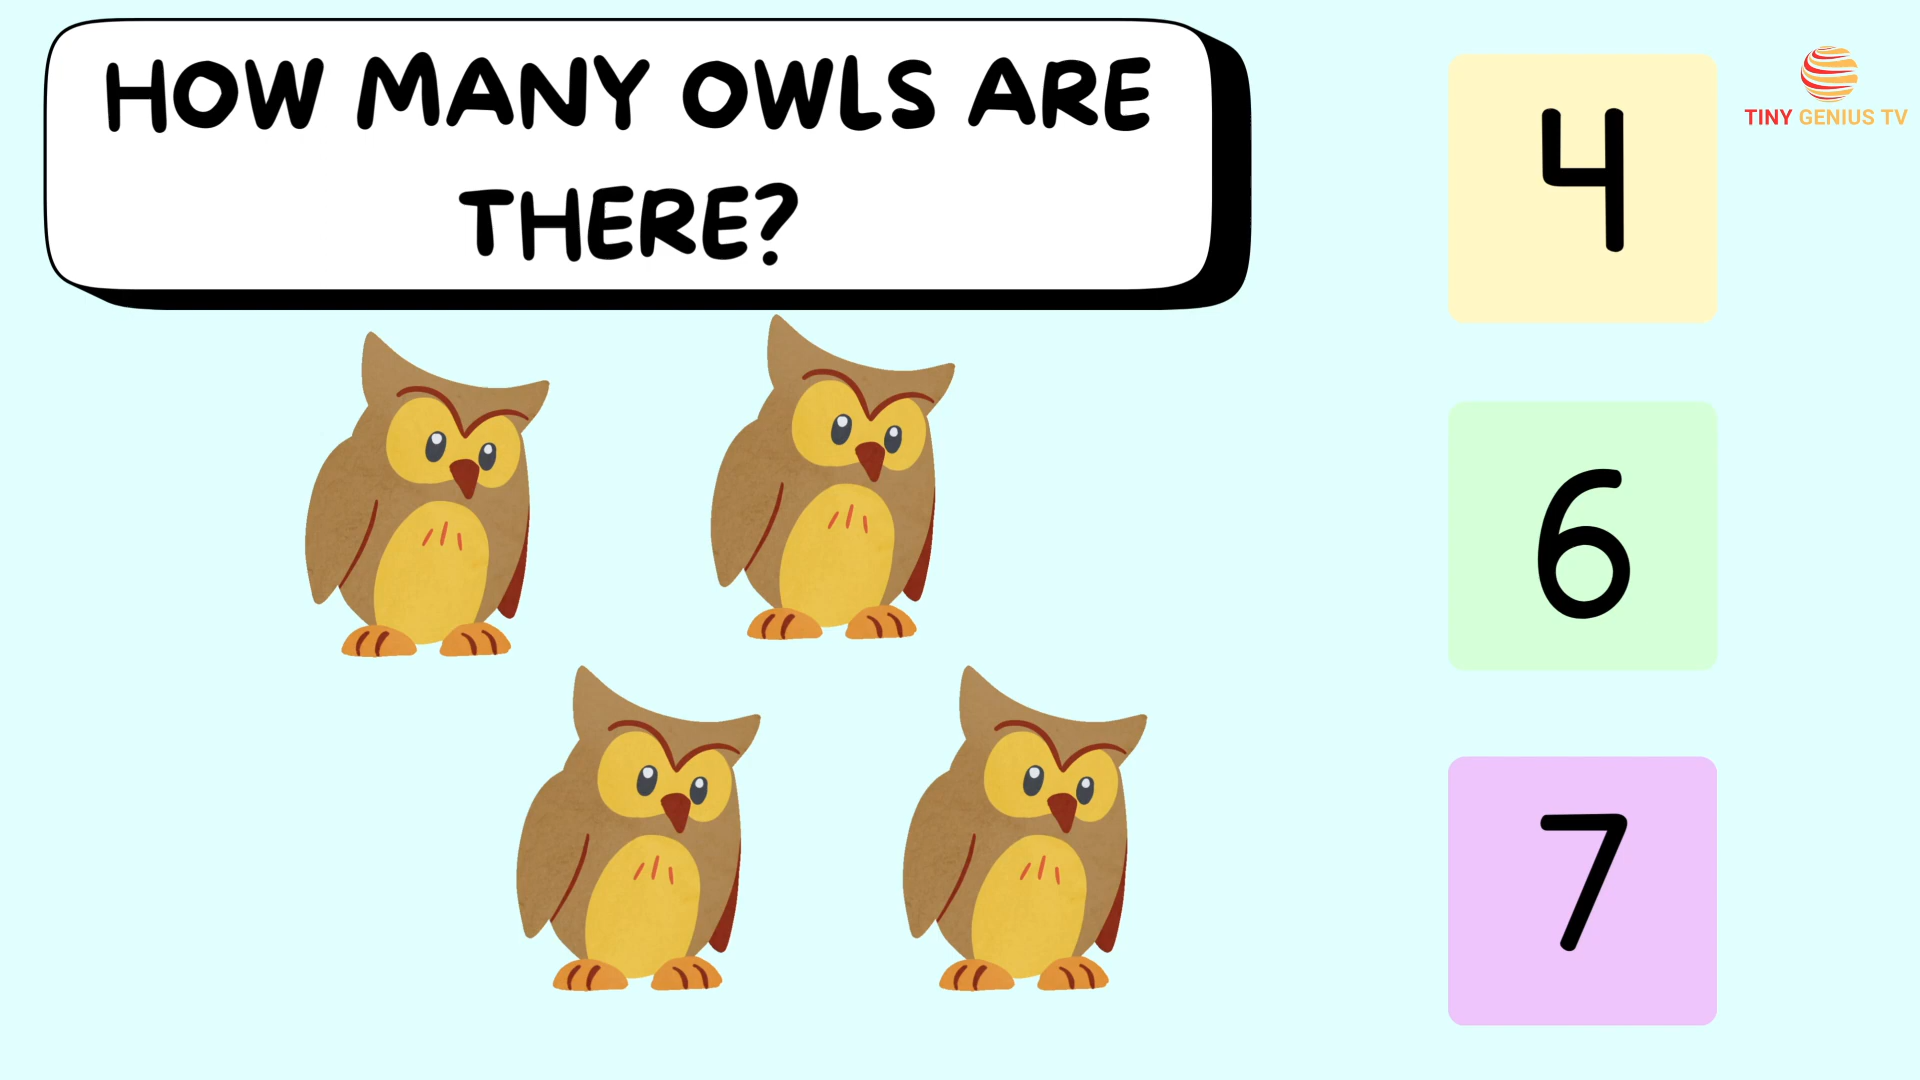 HOW MANY OWLS ARE
THERE?
4
TINY GENIUS TV
6
7